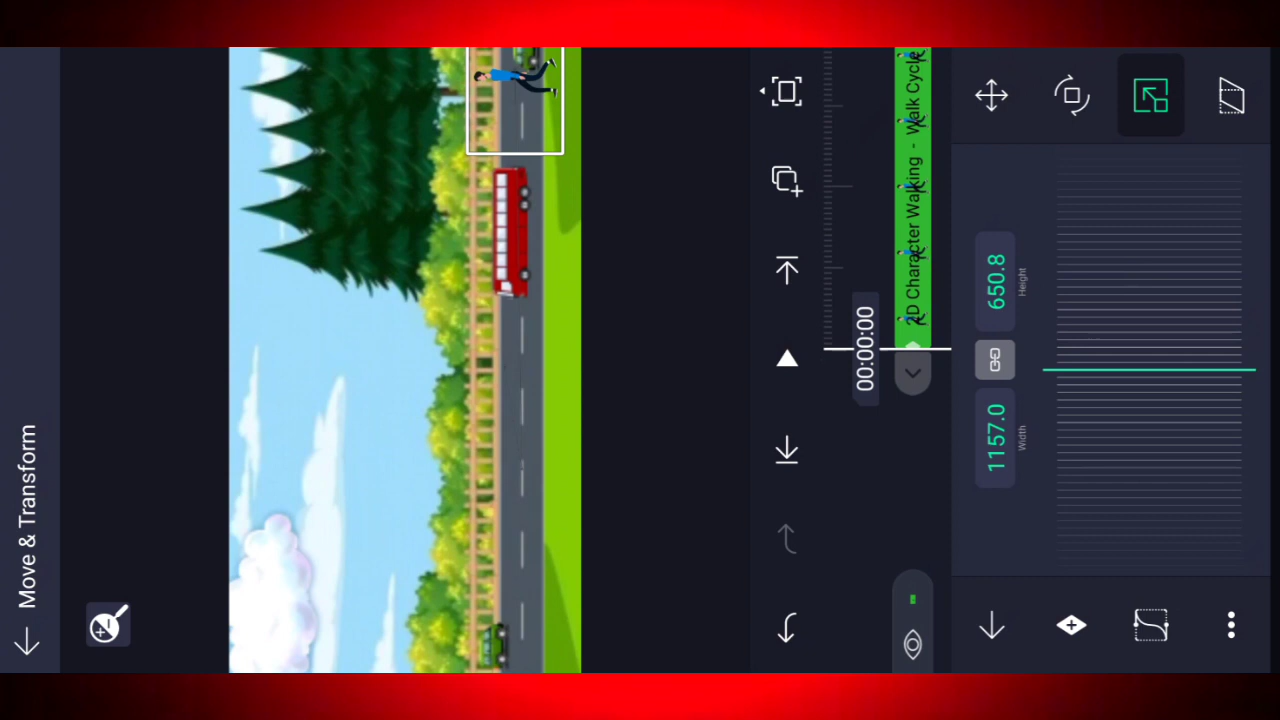 Move & Transform
00:00:00
2D Character Walking - Walk Cycle
1157.0
Width
650.8
Height